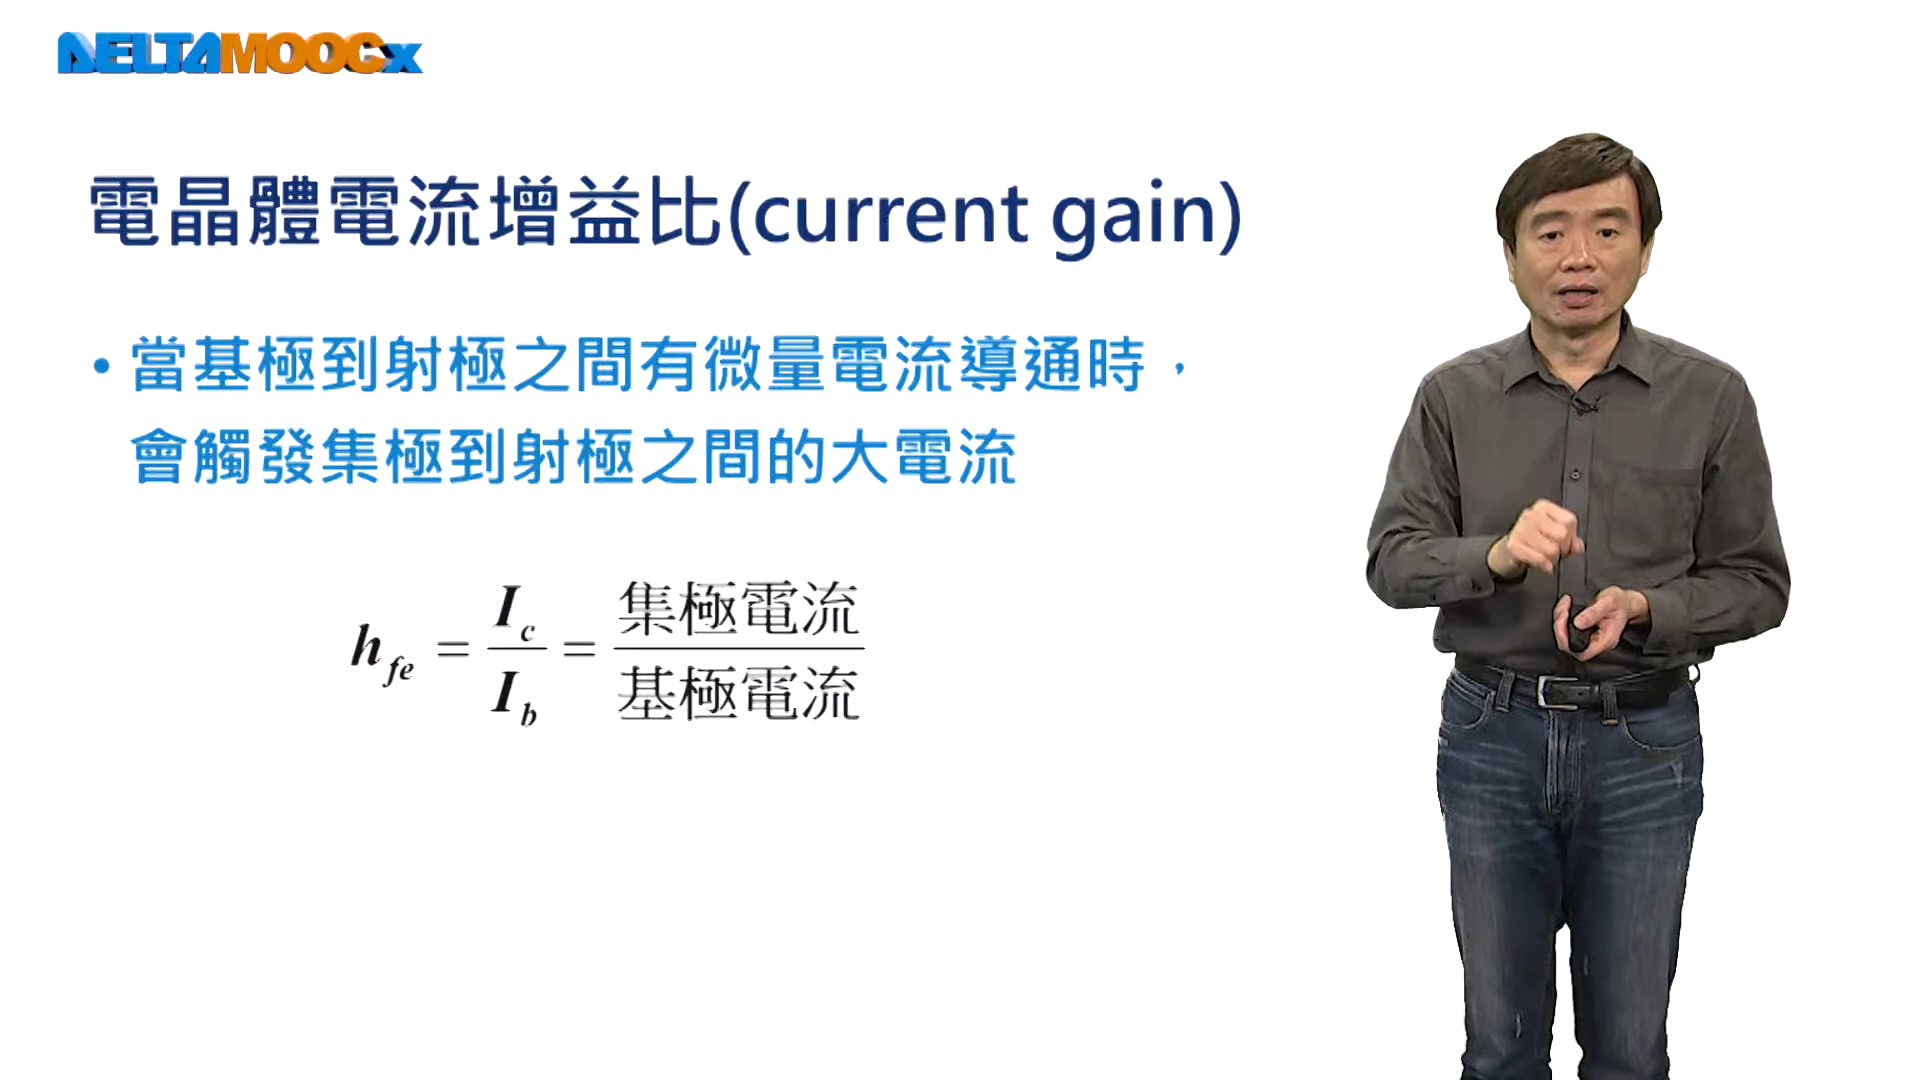 DELTAMOOCx
電晶體電流增益比(current gain)
• 當基極到射極之間有微量電流導通時，
會觸發集極到射極之間的大電流
h_fe = I_c / I_b = 集極電流 / 基極電流